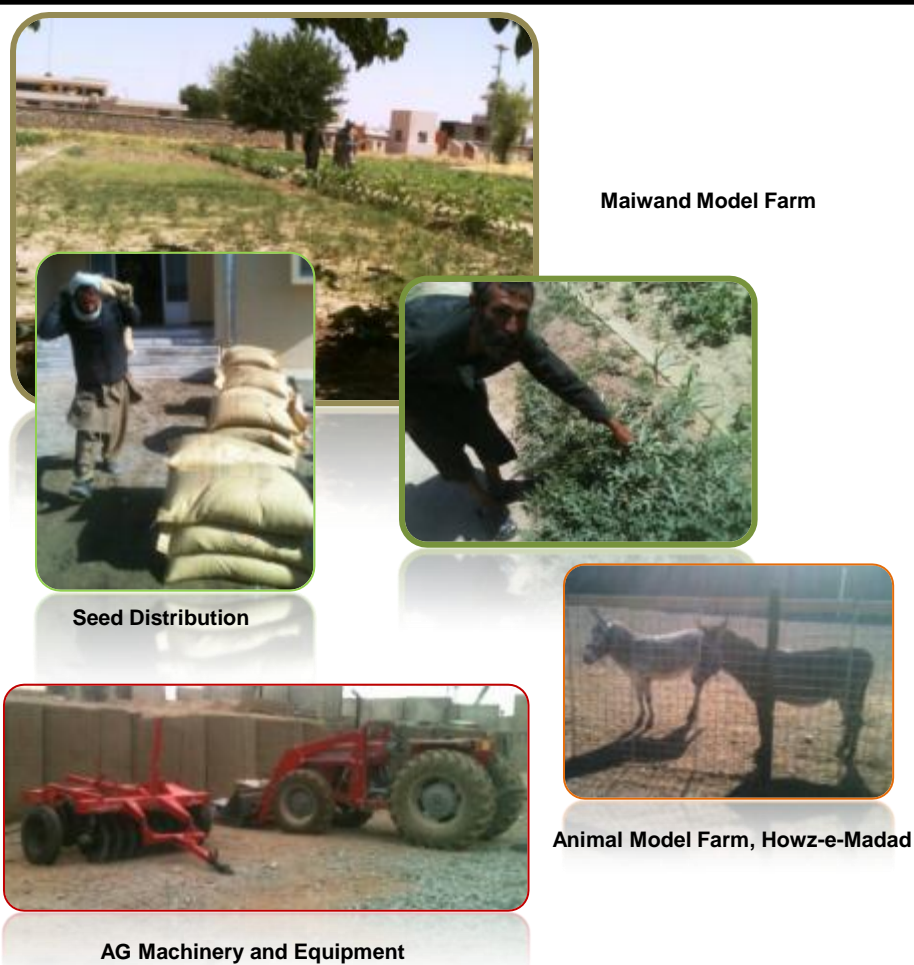 Maiwand Model Farm
Seed Distribution
Animal Model Farm, Howz-e-Madad
AG Machinery and Equipment